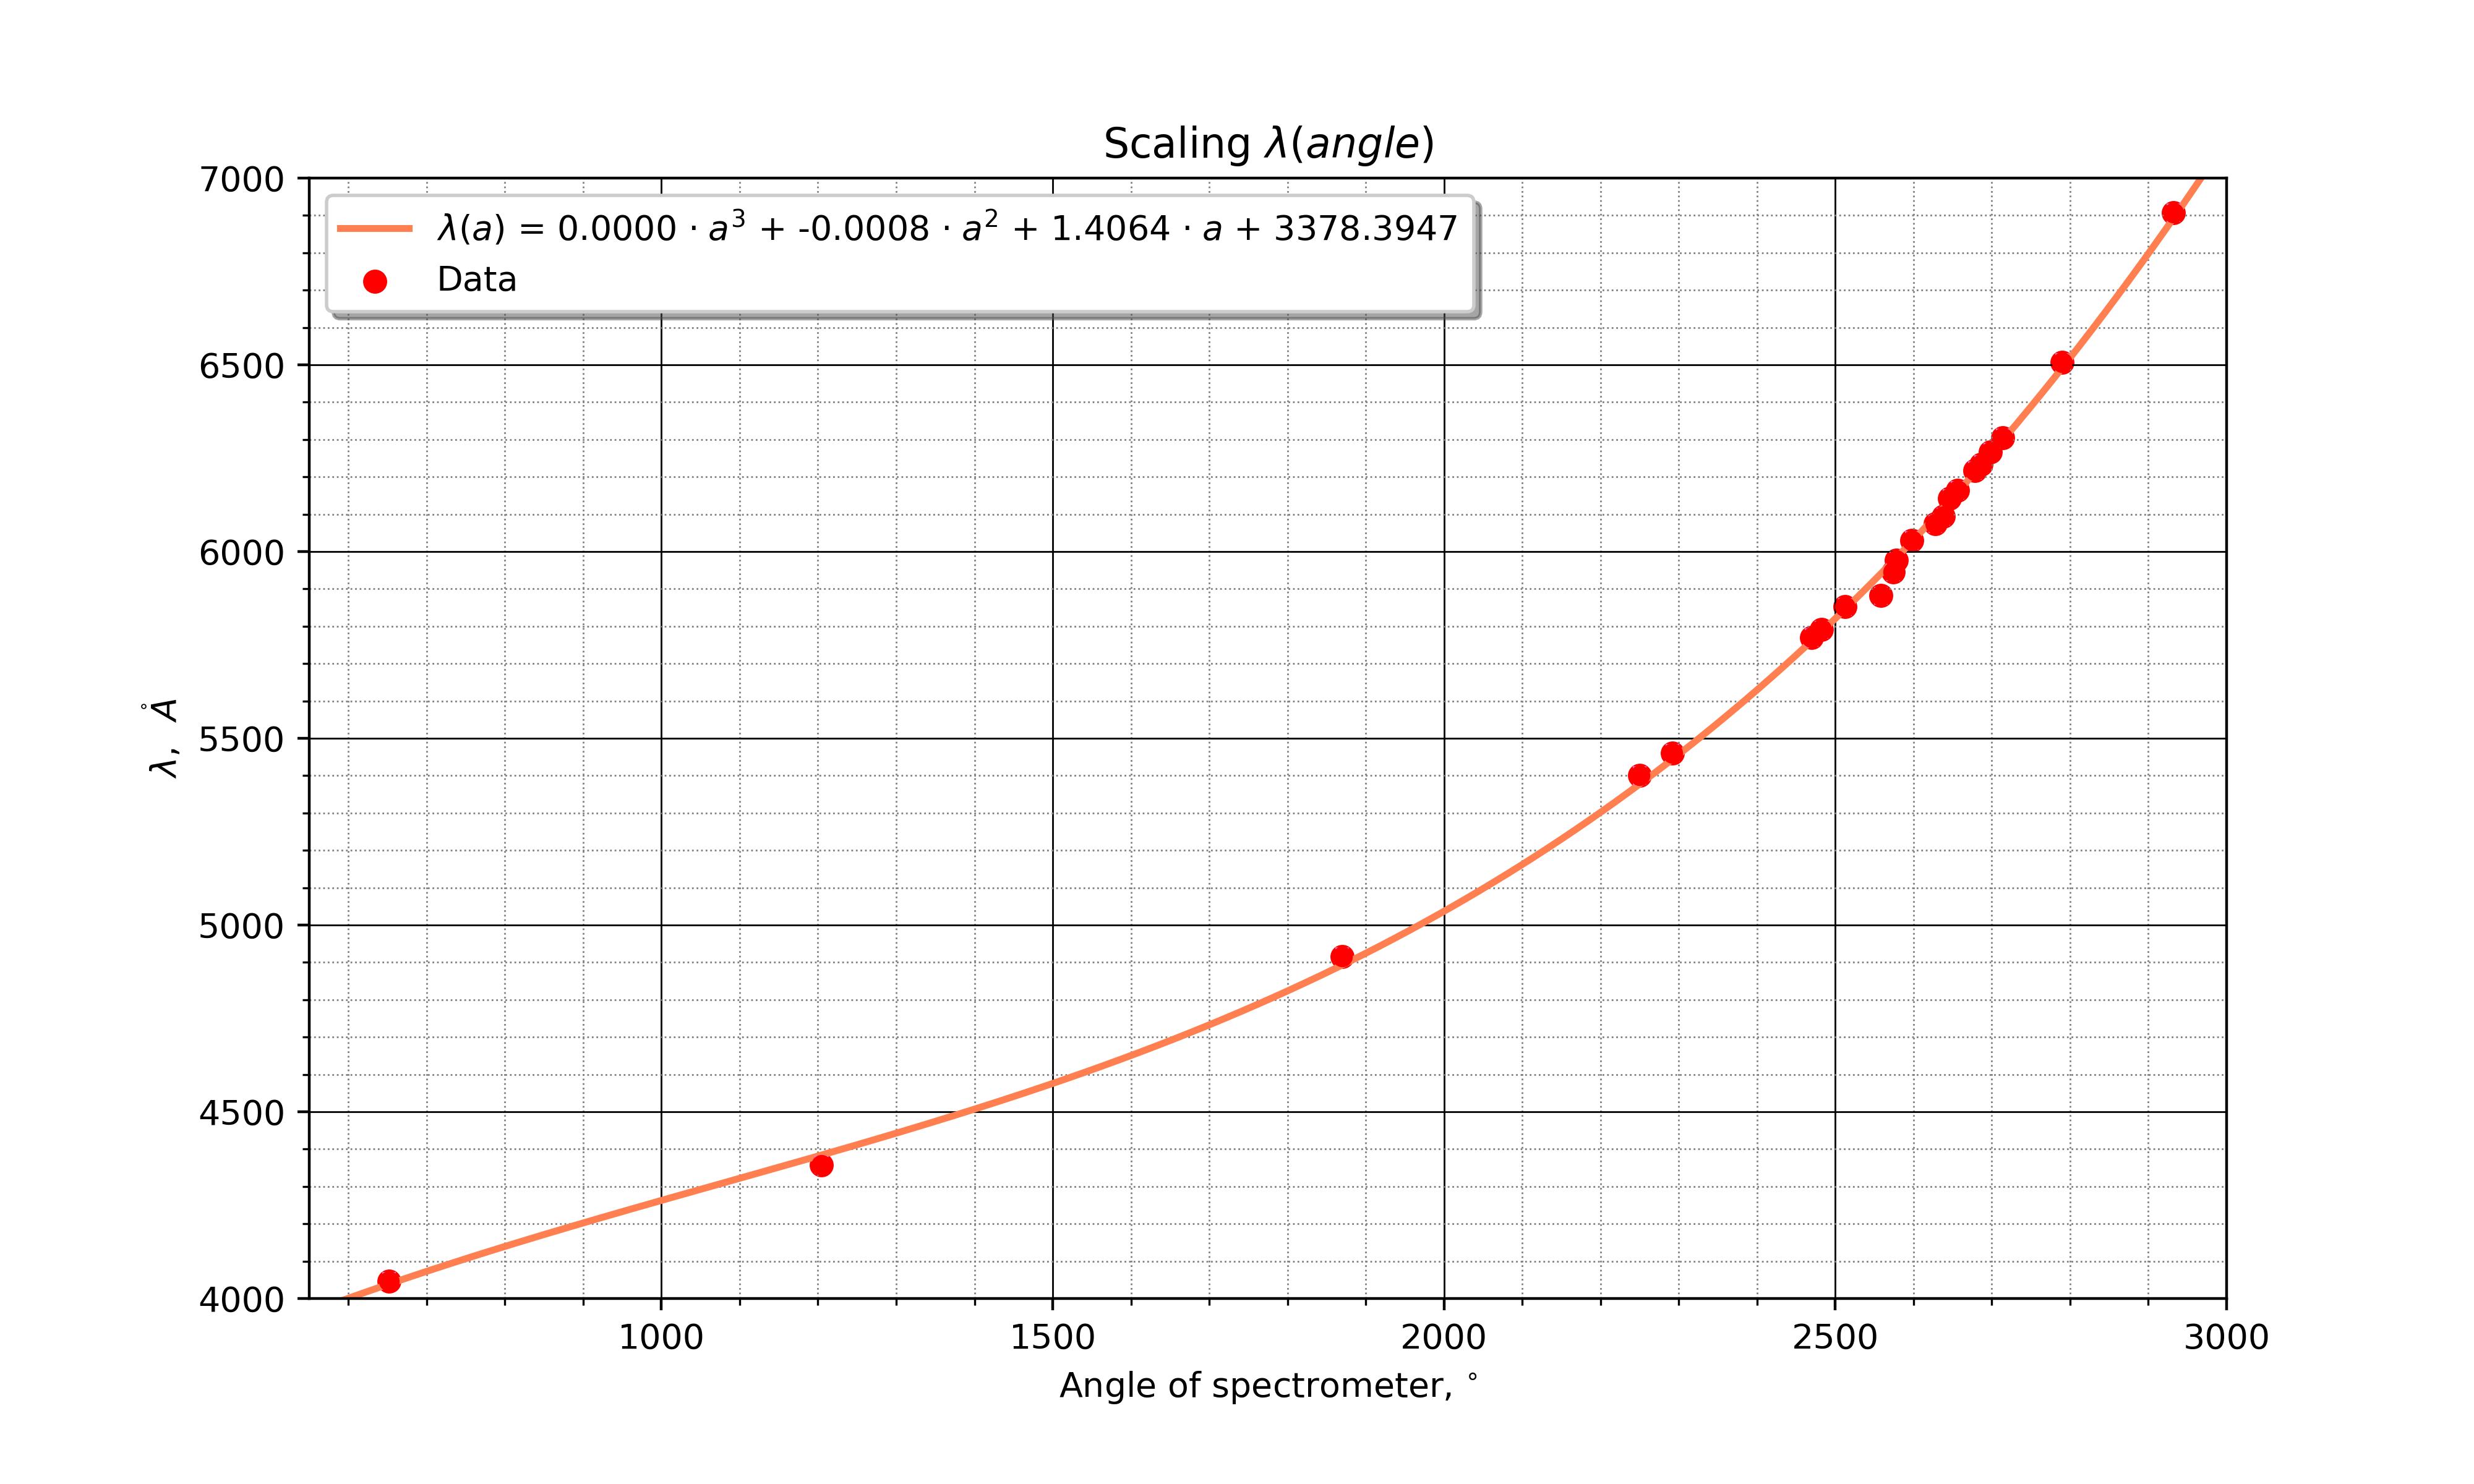 Scaling λ(angle)
7000
6500
6000
5500
5000
4500
4000
λ(a) = 0.0000 · a³ + -0.0008 · a² + 1.4064 · a + 3378.3947
Data
λ, °A
1000 1500 2000 2500 3000
Angle of spectrometer, °